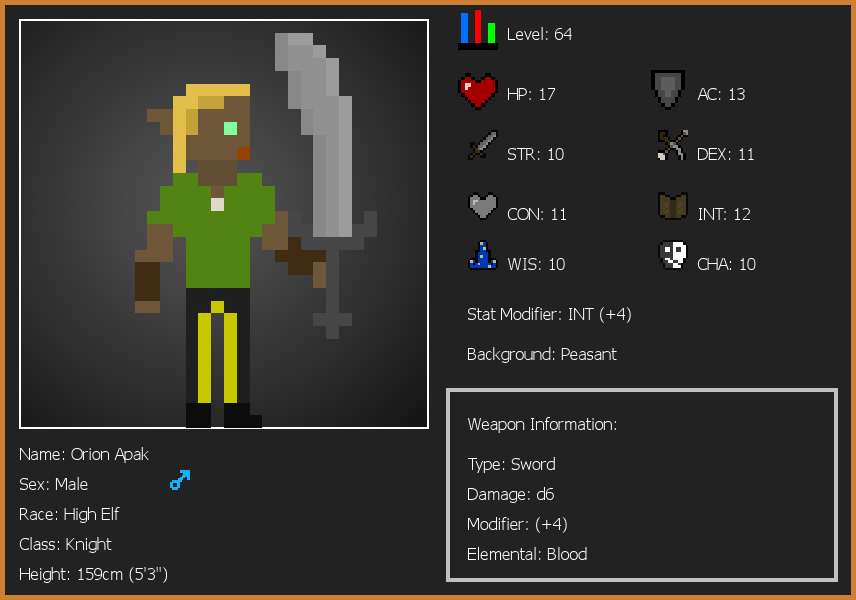 Level: 64
HP: 17
AC: 13
STR: 10
DEX: 11
CON: 11
INT: 12
WIS: 10
CHA: 10
Stat Modifier: INT (+4)
Background: Peasant
Weapon Information:
Type: Sword
Damage: d6
Modifier: (+4)
Elemental: Blood
Name: Orion Apak
Sex: Male
Race: High Elf
Class: Knight
Height: 159cm (5'3")